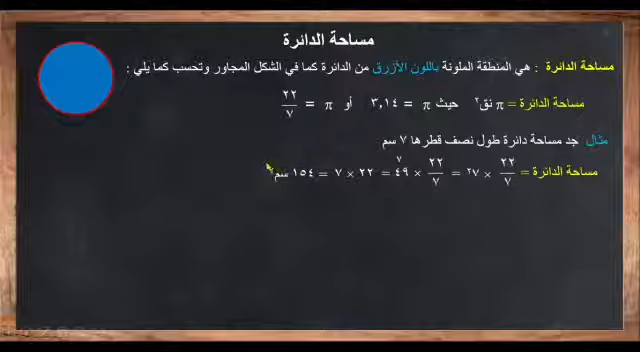 مساحة الدائرة
مساحة الدائرة : هي المنطقة الملونة باللون الأزرق من الدائرة كما في الشكل المجاور وتحسب كما يلي :
مساحة الدائرة = π نق٢ حيث π = ٣,١٤ أو π = ٢٢/٧
مثال جد مساحة دائرة طول نصف قطرها ٧ سم
مساحة الدائرة = ٢٢/٧ × ٧٢ = ٢٢/٧ × ٤٩ ٧ = ٢٢ × ٧ = ١٥٤ سم٢